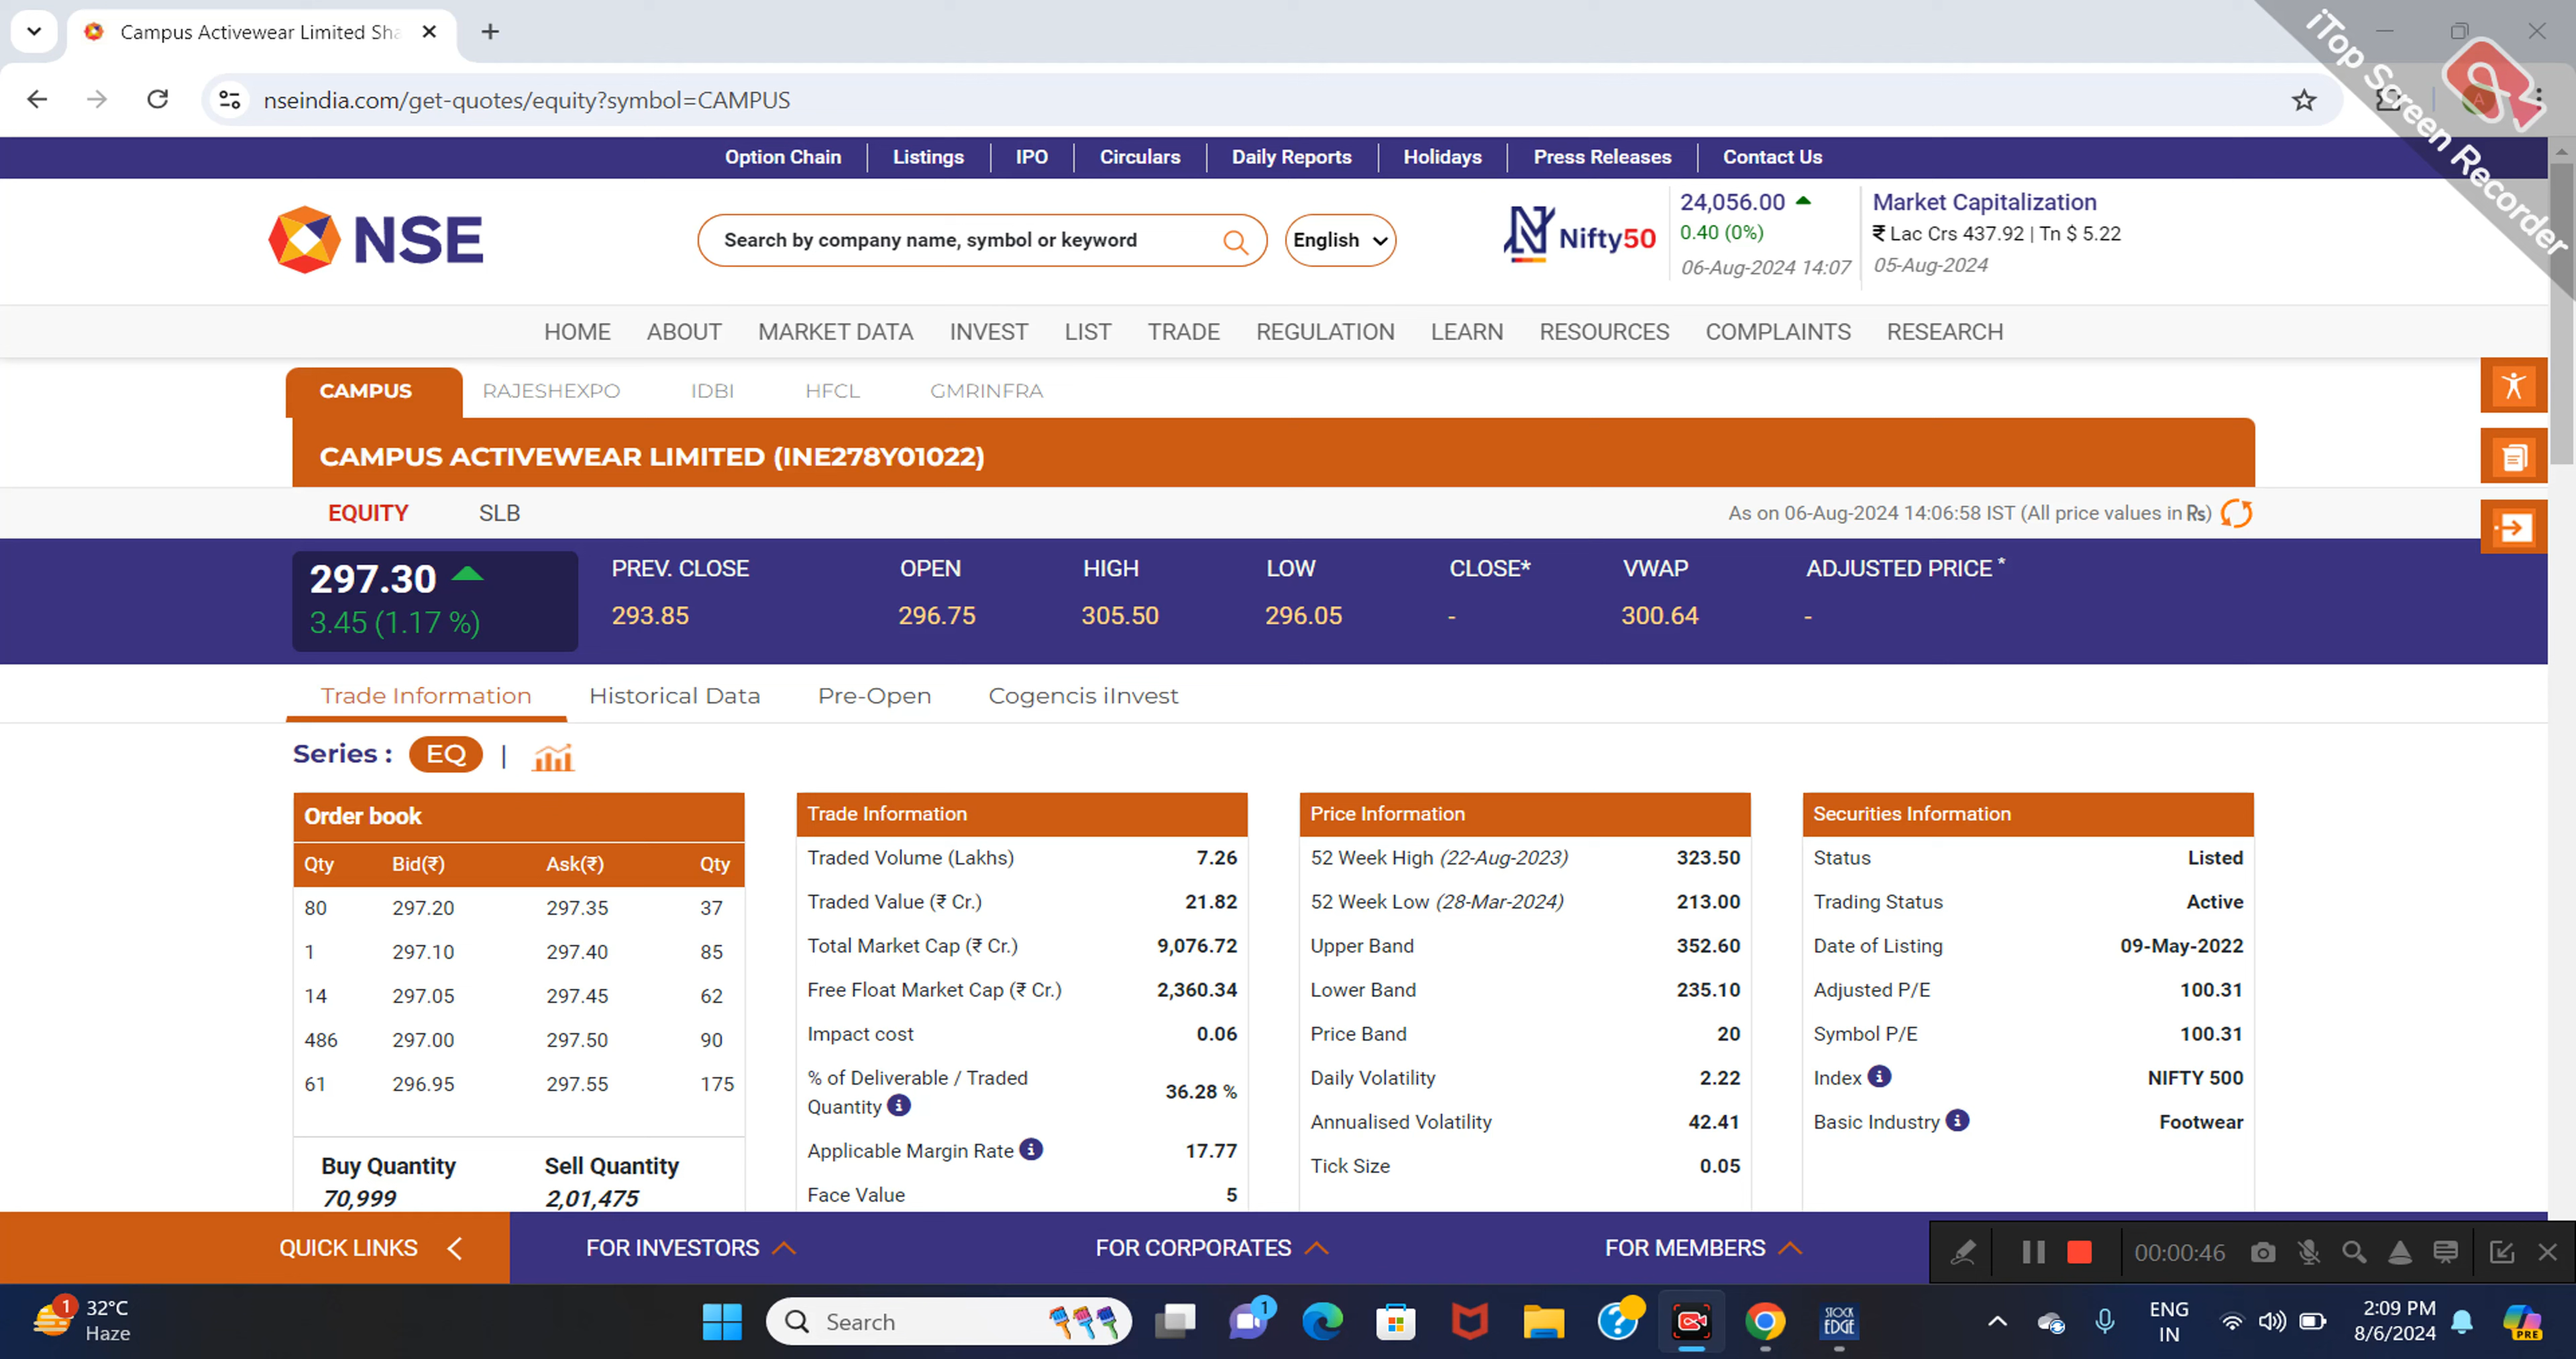 Campus Activewear Limited Sha
nseindia.com/get-quotes/equity?symbol=CAMPUS
iTop Screen Recorder
Option Chain Listings IPO Circulars Daily Reports Holidays Press Releases Contact Us
NSE
Search by company name, symbol or keyword
English
Nifty50
24,056.00
0.40 (0%)
06-Aug-2024 14:07
Market Capitalization
₹ Lac Crs 437.92 | Tn $ 5.22
05-Aug-2024
HOME ABOUT MARKET DATA INVEST LIST TRADE REGULATION LEARN RESOURCES COMPLAINTS RESEARCH
CAMPUS RAJESHEXPO IDBI HFCL GMRINFRA
CAMPUS ACTIVEWEAR LIMITED (INE278Y01022)
EQUITY SLB As on 06-Aug-2024 14:06:58 IST (All price values in Rs)
297.30
3.45 (1.17 %)
PREV. CLOSE OPEN HIGH LOW CLOSE* VWAP ADJUSTED PRICE *
293.85 296.75 305.50 296.05 - 300.64 -
Trade Information Historical Data Pre-Open Cogencis iInvest
Series : EQ |
Order book
Qty Bid(₹) Ask(₹) Qty
80 297.20 297.35 37
1 297.10 297.40 85
14 297.05 297.45 62
486 297.00 297.50 90
61 296.95 297.55 175
Buy Quantity Sell Quantity
70,999 2,01,475
Trade Information
Traded Volume (Lakhs) 7.26
Traded Value (₹ Cr.) 21.82
Total Market Cap (₹ Cr.) 9,076.72
Free Float Market Cap (₹ Cr.) 2,360.34
Impact cost 0.06
% of Deliverable / Traded
Quantity 36.28 %
Applicable Margin Rate 17.77
Face Value 5
Price Information
52 Week High (22-Aug-2023) 323.50
52 Week Low (28-Mar-2024) 213.00
Upper Band 352.60
Lower Band 235.10
Price Band 20
Daily Volatility 2.22
Annualised Volatility 42.41
Tick Size 0.05
Securities Information
Status Listed
Trading Status Active
Date of Listing 09-May-2022
Adjusted P/E 100.31
Symbol P/E 100.31
Index NIFTY 500
Basic Industry Footwear
QUICK LINKS FOR INVESTORS FOR CORPORATES FOR MEMBERS
00:00:46
1
32°C
Haze
Search
1
STOCK
EDGE
ENG
IN
2:09 PM
8/6/2024
PRE